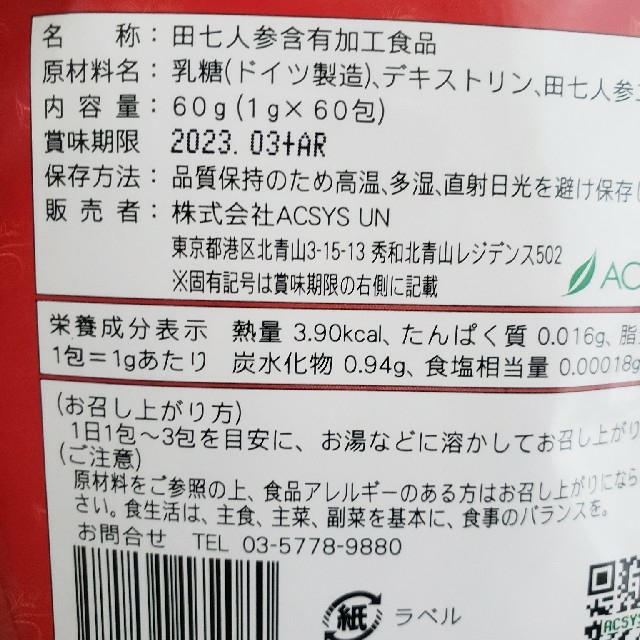 名　　称：田七人参含有加工食品
原材料名：乳糖(ドイツ製造)、デキストリン、田七人参
内 容 量：60g(1g×60包)
賞味期限 2023.03+AR
保存方法：品質保持のため高温、多湿、直射日光を避け保存
販 売 者：株式会社ACSYS UN
東京都港区北青山3-15-13 秀和北青山レジデンス502
※固有記号は賞味期限の右側に記載
AC
栄養成分表示 熱量 3.90kcal、たんぱく質 0.016g、脂
1包=1gあたり 炭水化物 0.94g、食塩相当量 0.00018g
(お召し上がり方)
1日1包～3包を目安に、お湯などに溶かしてお召し上がり
(ご注意)
原材料をご参照の上、食品アレルギーのある方はお召し上がりになら
さい。食生活は、主食、主菜、副菜を基本に、食事のバランスを。
お問合せ TEL 03-5778-9880
紙 ラベル
ACSYS